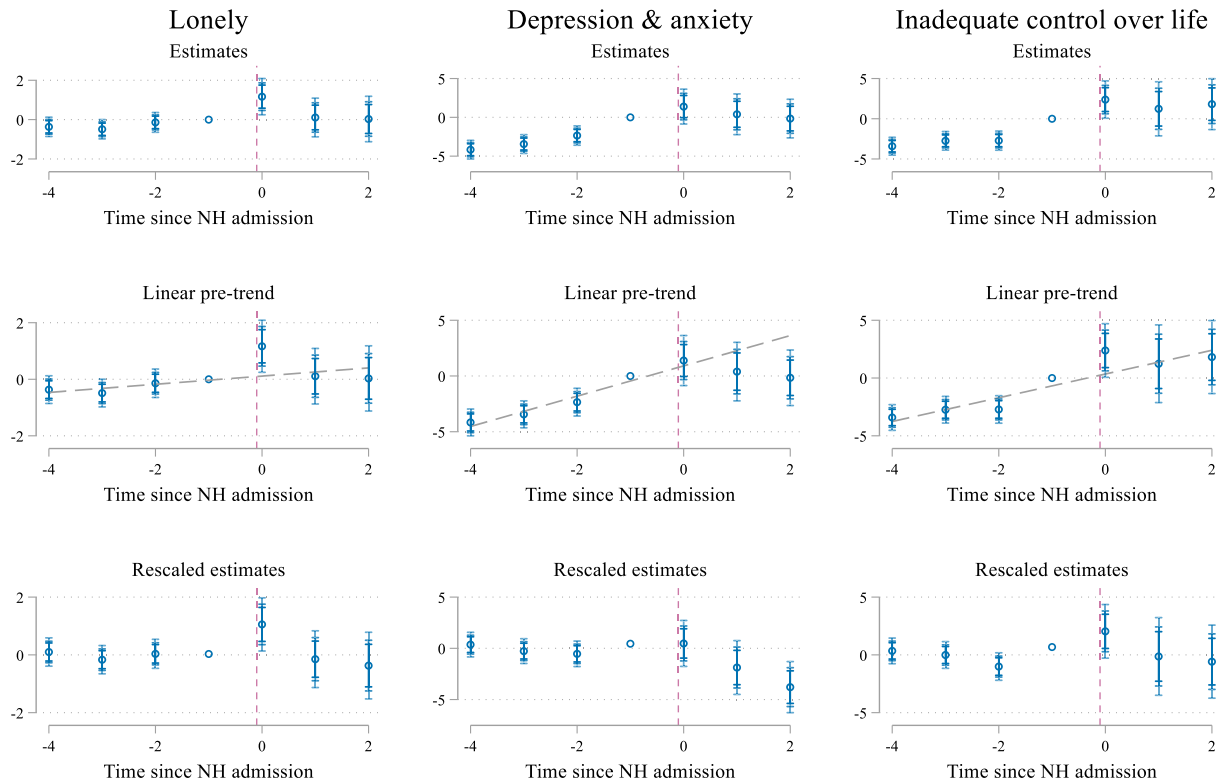 Lonely
Depression & anxiety
Inadequate control over life
Estimates
Estimates
Estimates
2
0
-2
5
0
-5
5
0
-5
-4 -2 0 2
-4 -2 0 2
-4 -2 0 2
Time since NH admission
Time since NH admission
Time since NH admission
Linear pre-trend
Linear pre-trend
Linear pre-trend
2
0
-2
5
0
-5
5
0
-5
-4 -2 0 2
-4 -2 0 2
-4 -2 0 2
Time since NH admission
Time since NH admission
Time since NH admission
Rescaled estimates
Rescaled estimates
Rescaled estimates
2
0
-2
5
0
-5
5
0
-5
-4 -2 0 2
-4 -2 0 2
-4 -2 0 2
Time since NH admission
Time since NH admission
Time since NH admission